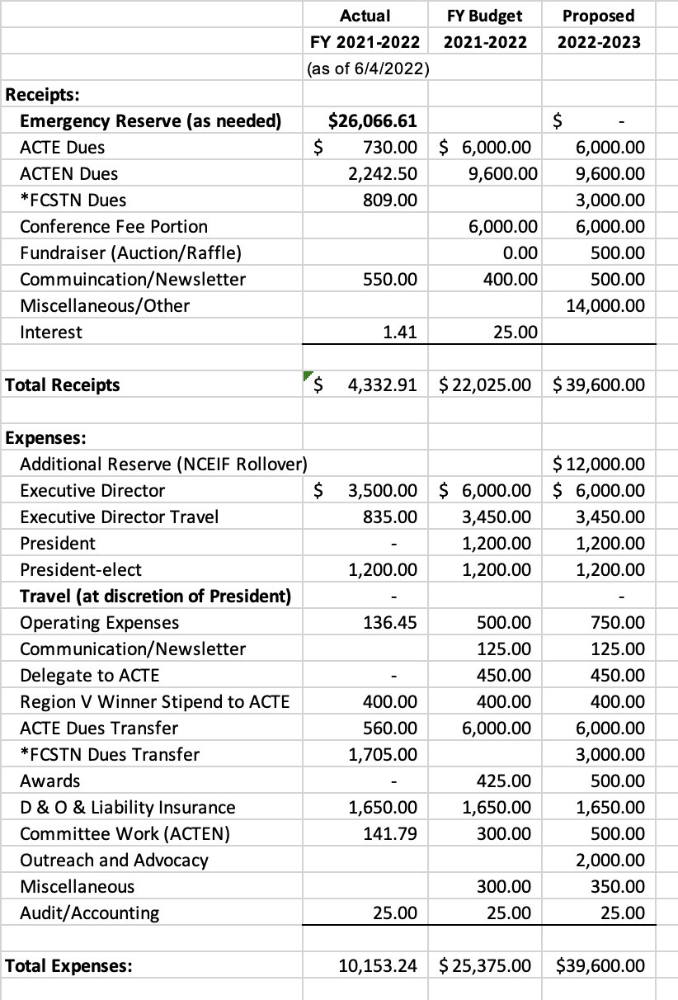 Actual FY Budget Proposed
FY 2021-2022 2021-2022 2022-2023
(as of 6/4/2022)
Receipts:
Emergency Reserve (as needed) $26,066.61 $ -
ACTE Dues $ 730.00 $ 6,000.00 6,000.00
ACTEN Dues 2,242.50 9,600.00 9,600.00
*FCSTN Dues 809.00 3,000.00
Conference Fee Portion 6,000.00 6,000.00
Fundraiser (Auction/Raffle) 0.00 500.00
Commuincation/Newsletter 550.00 400.00 500.00
Miscellaneous/Other 14,000.00
Interest 1.41 25.00
Total Receipts $ 4,332.91 $ 22,025.00 $ 39,600.00
Expenses:
Additional Reserve (NCEIF Rollover) $ 12,000.00
Executive Director $ 3,500.00 $ 6,000.00 $ 6,000.00
Executive Director Travel 835.00 3,450.00 3,450.00
President - 1,200.00 1,200.00
President-elect 1,200.00 1,200.00 1,200.00
Travel (at discretion of President) - -
Operating Expenses 136.45 500.00 750.00
Communication/Newsletter 125.00 125.00
Delegate to ACTE - 450.00 450.00
Region V Winner Stipend to ACTE 400.00 400.00 400.00
ACTE Dues Transfer 560.00 6,000.00 6,000.00
*FCSTN Dues Transfer 1,705.00 3,000.00
Awards - 425.00 500.00
D & O & Liability Insurance 1,650.00 1,650.00 1,650.00
Committee Work (ACTEN) 141.79 300.00 500.00
Outreach and Advocacy 2,000.00
Miscellaneous 300.00 350.00
Audit/Accounting 25.00 25.00 25.00
Total Expenses: 10,153.24 $ 25,375.00 $39,600.00